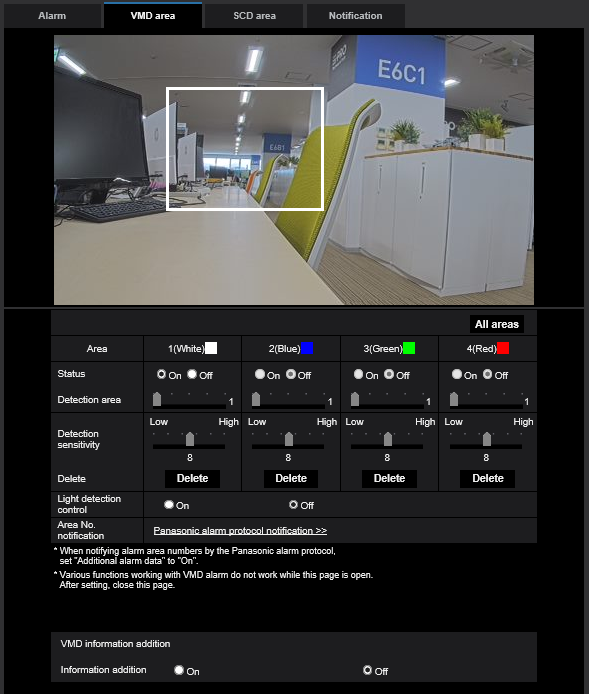 Alarm VMD area SCD area Notification
PRO
E6C1
E6B1
All areas
Area 1(White) 2(Blue) 3(Green) 4(Red)
Status On Off On Off On Off On Off
Detection area 1 1 1 1
Detection sensitivity Low High Low High Low High Low High
8 8 8 8
Delete Delete Delete Delete Delete
Light detection control On Off
Area No. notification Panasonic alarm protocol notification >>
* When notifying alarm area numbers by the Panasonic alarm protocol,
set "Additional alarm data" to "On".
* Various functions working with VMD alarm do not work while this page is open.
After setting, close this page.
VMD information addition
Information addition On Off